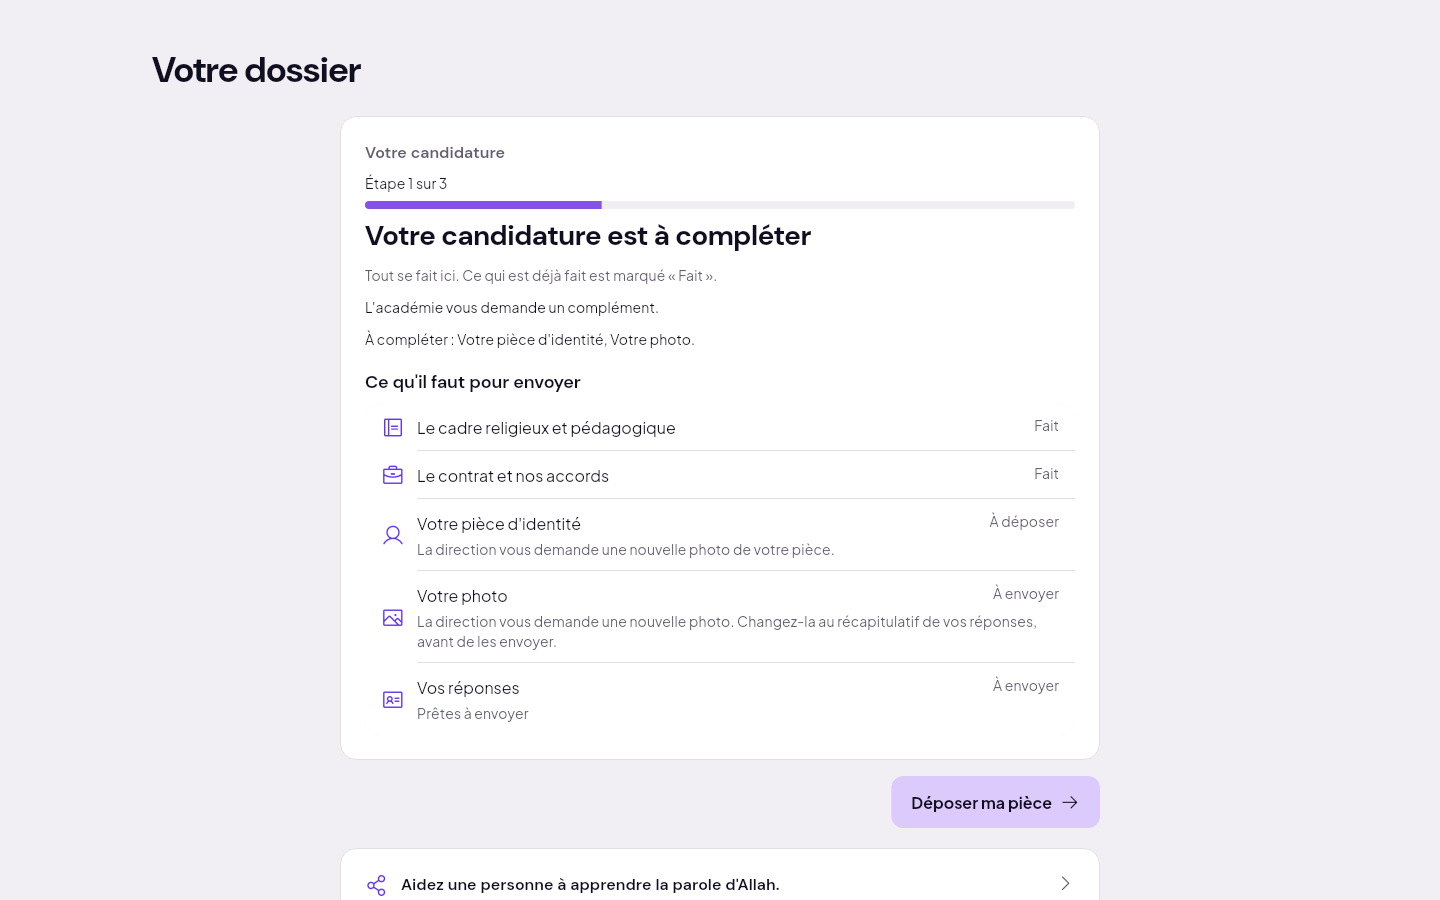 Votre dossier
Votre candidature
Étape 1 sur 3
Votre candidature est à compléter
Tout se fait ici. Ce qui est déjà fait est marqué « Fait ».
L'académie vous demande un complément.
À compléter : Votre pièce d'identité, Votre photo.
Ce qu'il faut pour envoyer
Le cadre religieux et pédagogique
Fait
Le contrat et nos accords
Fait
Votre pièce d'identité
À déposer
La direction vous demande une nouvelle photo de votre pièce.
Votre photo
À envoyer
La direction vous demande une nouvelle photo. Changez-la au récapitulatif de vos réponses,
avant de les envoyer.
Vos réponses
À envoyer
Prêtes à envoyer
Déposer ma pièce
Aidez une personne à apprendre la parole d'Allah.